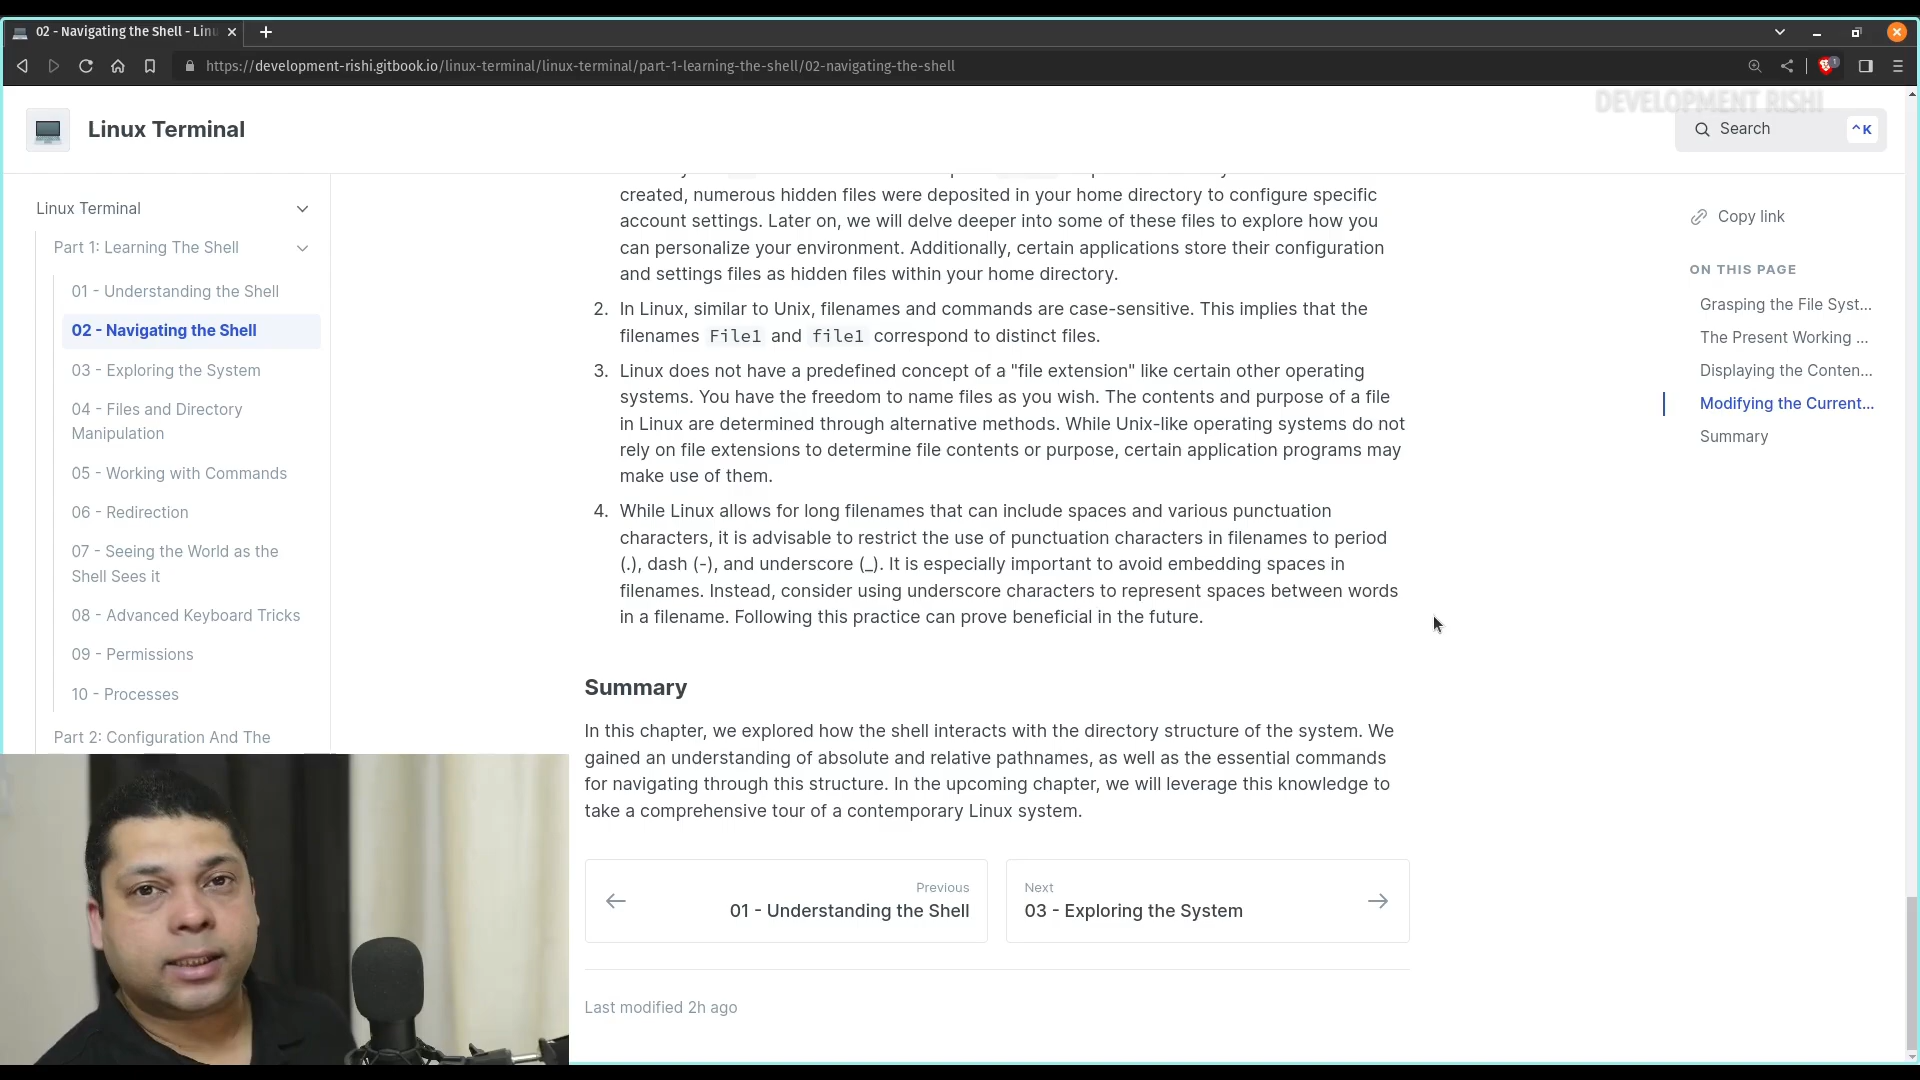 02 - Navigating the Shell - Linu
https://development-rishi.gitbook.io/linux-terminal/linux-terminal/part-1-learning-the-shell/02-navigating-the-shell
1
DEVELOPMENT RISHI
Linux Terminal
Search
^K
Linux Terminal
Part 1: Learning The Shell
01 - Understanding the Shell
02 - Navigating the Shell
03 - Exploring the System
04 - Files and Directory
Manipulation
05 - Working with Commands
06 - Redirection
07 - Seeing the World as the
Shell Sees it
08 - Advanced Keyboard Tricks
09 - Permissions
10 - Processes
Part 2: Configuration And The
created, numerous hidden files were deposited in your home directory to configure specific
account settings. Later on, we will delve deeper into some of these files to explore how you
can personalize your environment. Additionally, certain applications store their configuration
and settings files as hidden files within your home directory.
2. In Linux, similar to Unix, filenames and commands are case-sensitive. This implies that the
filenames File1 and file1 correspond to distinct files.
3. Linux does not have a predefined concept of a "file extension" like certain other operating
systems. You have the freedom to name files as you wish. The contents and purpose of a file
in Linux are determined through alternative methods. While Unix-like operating systems do not
rely on file extensions to determine file contents or purpose, certain application programs may
make use of them.
4. While Linux allows for long filenames that can include spaces and various punctuation
characters, it is advisable to restrict the use of punctuation characters in filenames to period
(.), dash (-), and underscore (_). It is especially important to avoid embedding spaces in
filenames. Instead, consider using underscore characters to represent spaces between words
in a filename. Following this practice can prove beneficial in the future.
Summary
In this chapter, we explored how the shell interacts with the directory structure of the system. We
gained an understanding of absolute and relative pathnames, as well as the essential commands
for navigating through this structure. In the upcoming chapter, we will leverage this knowledge to
take a comprehensive tour of a contemporary Linux system.
Previous
01 - Understanding the Shell
Next
03 - Exploring the System
Last modified 2h ago
Copy link
ON THIS PAGE
Grasping the File Syst...
The Present Working ...
Displaying the Conten...
Modifying the Current...
Summary